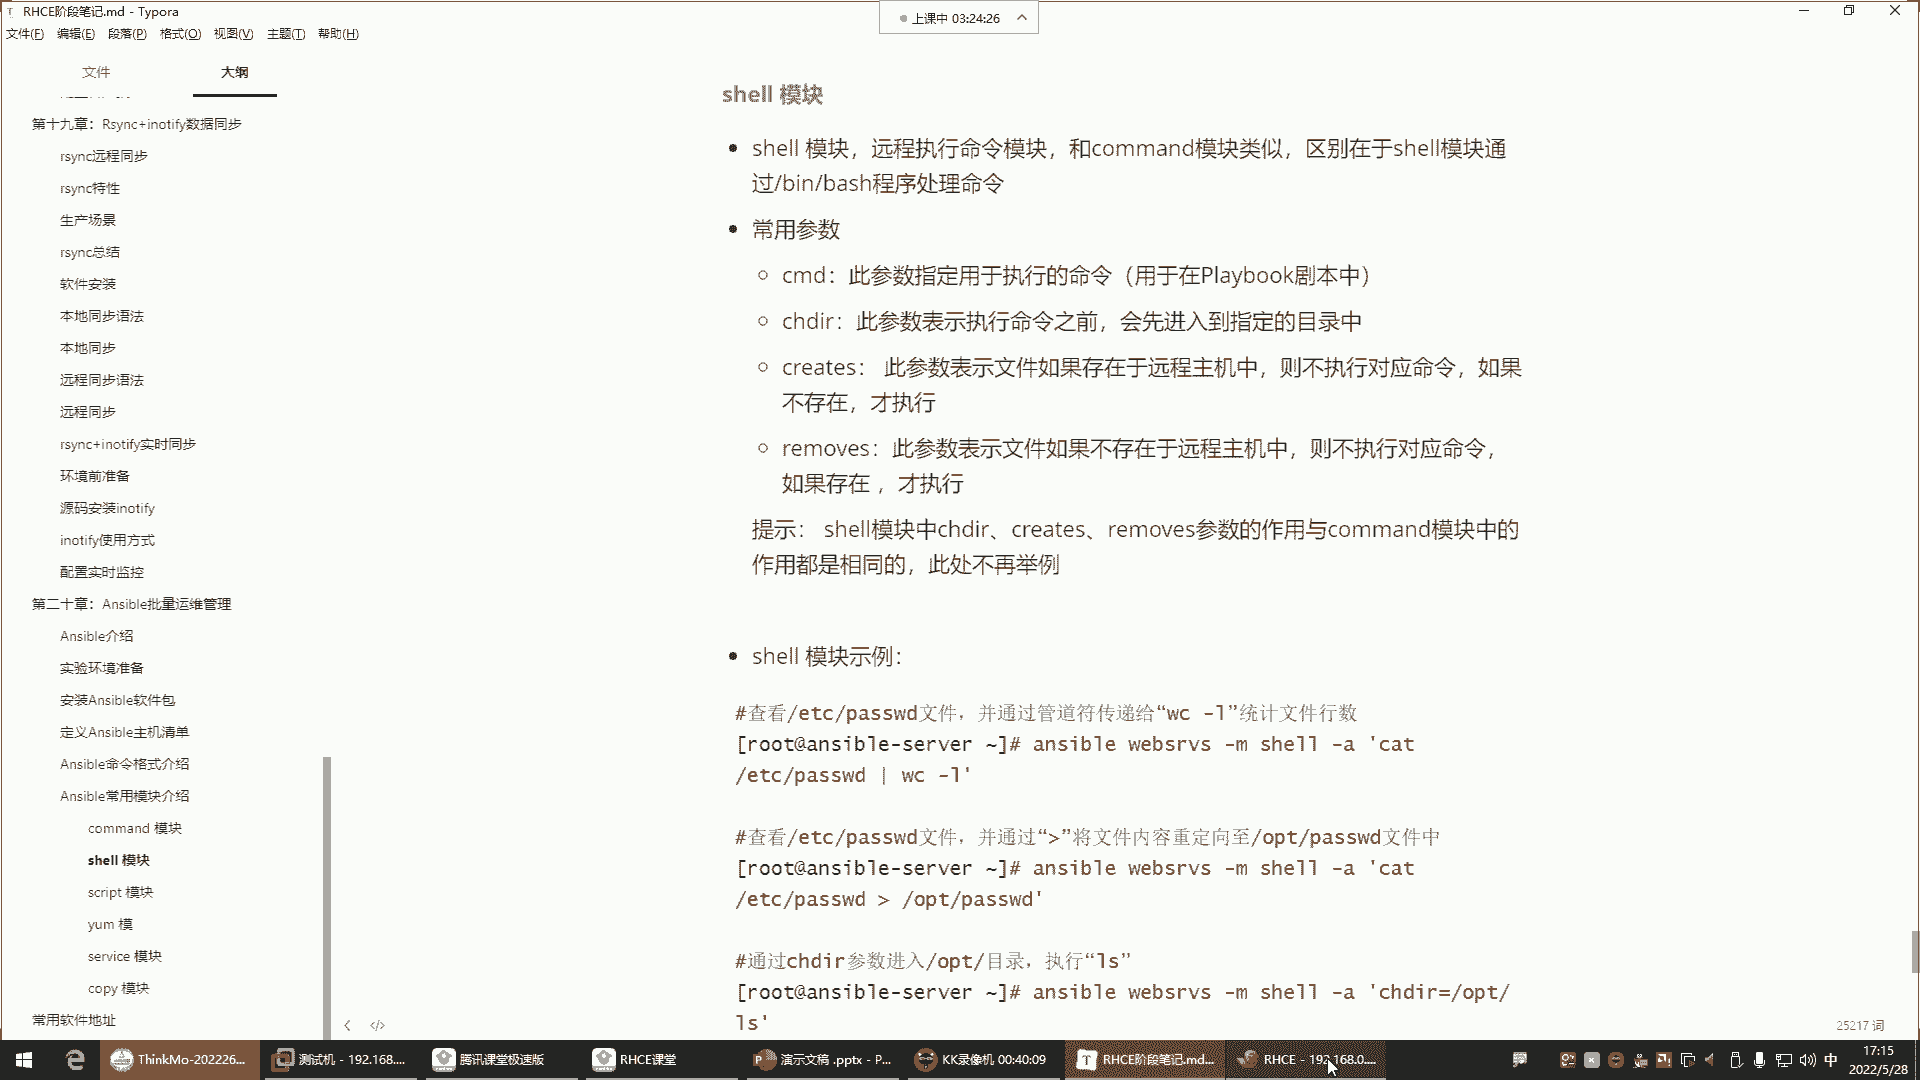 RHCE阶段笔记.md - Typora
上课中 03:24:26
文件(F) 编辑(E) 段落(P) 格式(O) 视图(V) 主题(T) 帮助(H)
文件 大纲
第十九章：Rsync+inotify数据同步
rsync远程同步
rsync特性
生产场景
rsync总结
软件安装
本地同步语法
本地同步
远程同步语法
远程同步
rsync+inotify实时同步
环境前准备
源码安装inotify
inotify使用方式
配置实时监控
第二十章：Ansible批量运维管理
Ansible介绍
实验环境准备
安装Ansible软件包
定义Ansible主机清单
Ansible命令格式介绍
Ansible常用模块介绍
command 模块
shell 模块
script 模块
yum 模
service 模块
copy 模块
常用软件地址
shell 模块
shell 模块，远程执行命令模块，和command模块类似，区别在于shell模块通
过/bin/bash程序处理命令
常用参数
cmd：此参数指定用于执行的命令（用于在Playbook剧本中）
chdir：此参数表示执行命令之前，会先进入到指定的目录中
creates： 此参数表示文件如果存在于远程主机中，则不执行对应命令，如果
不存在，才执行
removes：此参数表示文件如果不存在于远程主机中，则不执行对应命令，
如果存在 ，才执行
提示： shell模块中chdir、creates、removes参数的作用与command模块中的
作用都是相同的，此处不再举例
shell 模块示例：
#查看/etc/passwd文件，并通过管道符传递给“wc -l”统计文件行数
[root@ansible-server ~]# ansible websrvs -m shell -a 'cat
/etc/passwd | wc -l'
#查看/etc/passwd文件，并通过“>”将文件内容重定向至/opt/passwd文件中
[root@ansible-server ~]# ansible websrvs -m shell -a 'cat
/etc/passwd > /opt/passwd'
#通过chdir参数进入/opt/目录，执行“ls”
[root@ansible-server ~]# ansible websrvs -m shell -a 'chdir=/opt/
ls'
25217 词
ThinkMo-202226... 测试机 - 192.168.... 腾讯课堂极速版 RHCE课堂 演示文稿 .pptx - P... KK录像机 00:40:09 RHCE阶段笔记.md... RHCE - 192.168.0.... 中 17:15
2022/5/28